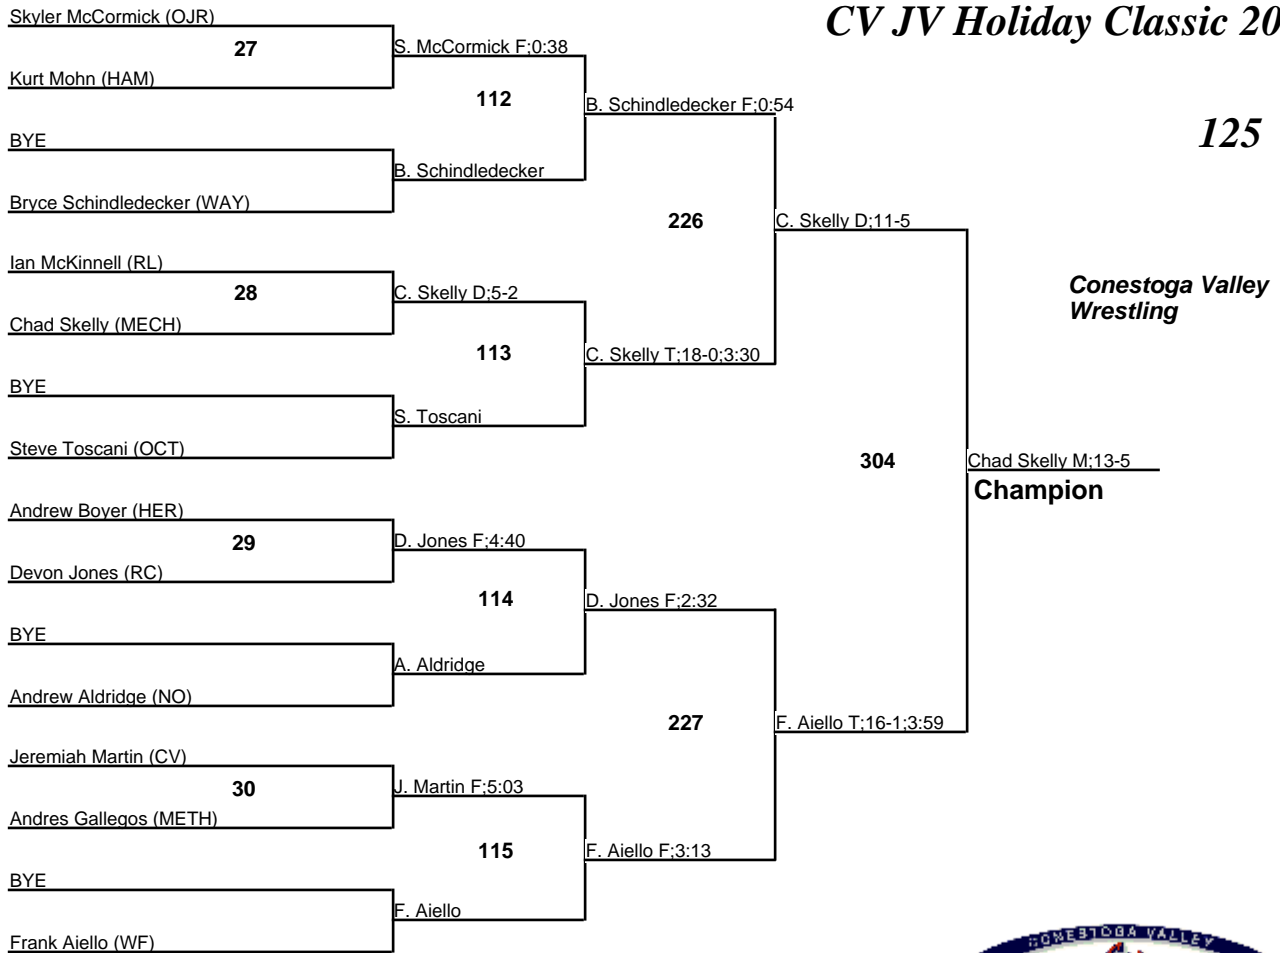 CV JV Holiday Classic 20
125
Conestoga Valley
Wrestling
Skyler McCormick (OJR)
27
Kurt Mohn (HAM)
S. McCormick F;0:38
112
BYE
B. Schindledecker
Bryce Schindledecker (WAY)
B. Schindledecker F;0:54
226
Ian McKinnell (RL)
28
Chad Skelly (MECH)
C. Skelly D;5-2
113
BYE
S. Toscani
Steve Toscani (OCT)
C. Skelly T;18-0;3:30
C. Skelly D;11-5
304
Chad Skelly M;13-5
Champion
Andrew Boyer (HER)
29
Devon Jones (RC)
D. Jones F;4:40
114
BYE
A. Aldridge
Andrew Aldridge (NO)
D. Jones F;2:32
227
Jeremiah Martin (CV)
30
Andres Gallegos (METH)
J. Martin F;5:03
115
BYE
F. Aiello
Frank Aiello (WF)
F. Aiello F;3:13
F. Aiello T;16-1;3:59
CONESTOGA VALLEY